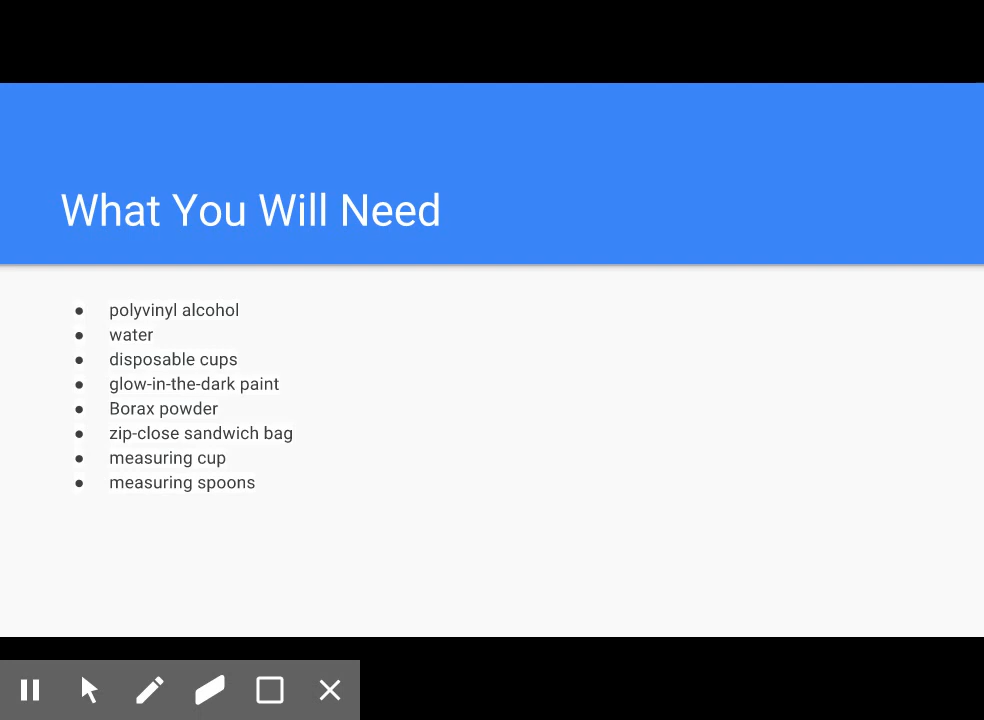 What You Will Need
● polyvinyl alcohol
● water
● disposable cups
● glow-in-the-dark paint
● Borax powder
● zip-close sandwich bag
● measuring cup
● measuring spoons